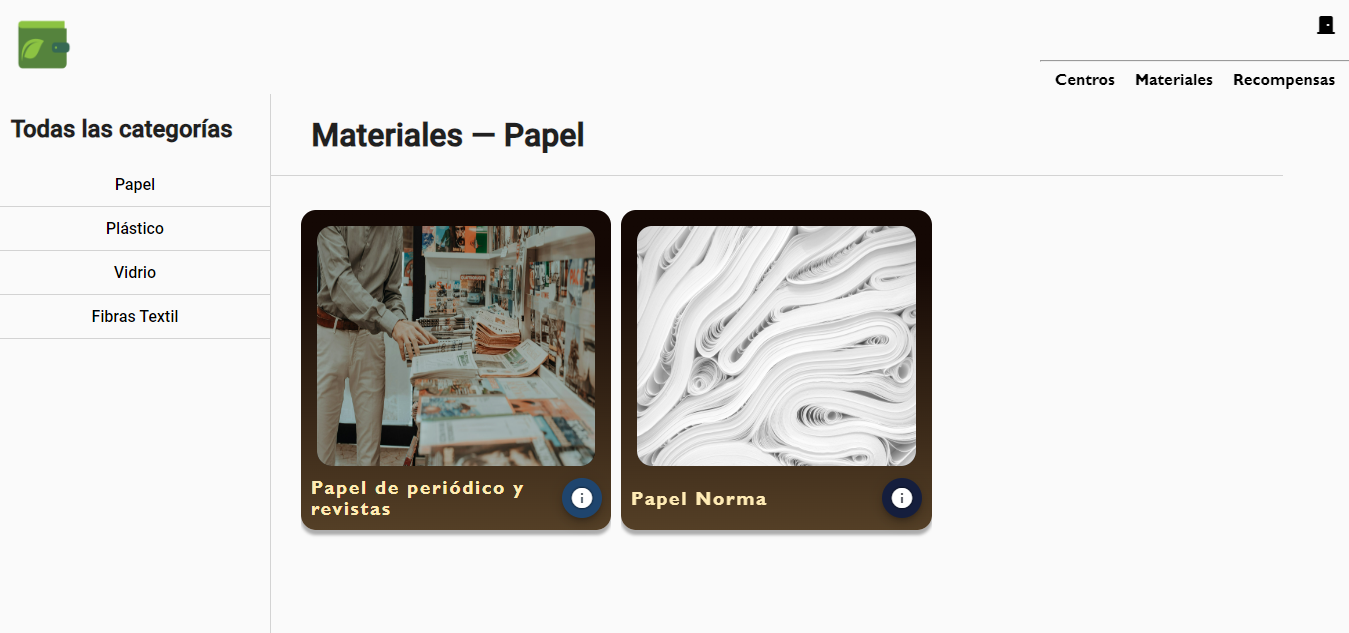 Centros Materiales Recompensas
Todas las categorías
Papel
Plástico
Vidrio
Fibras Textil
Materiales — Papel
Papel de periódico y
revistas
Papel Norma